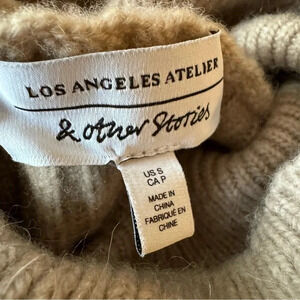 LOS ANGELES ATELIER
& Other Stories
US S
CA P
MADE IN
CHINA
FABRIQUÉ EN
CHINE